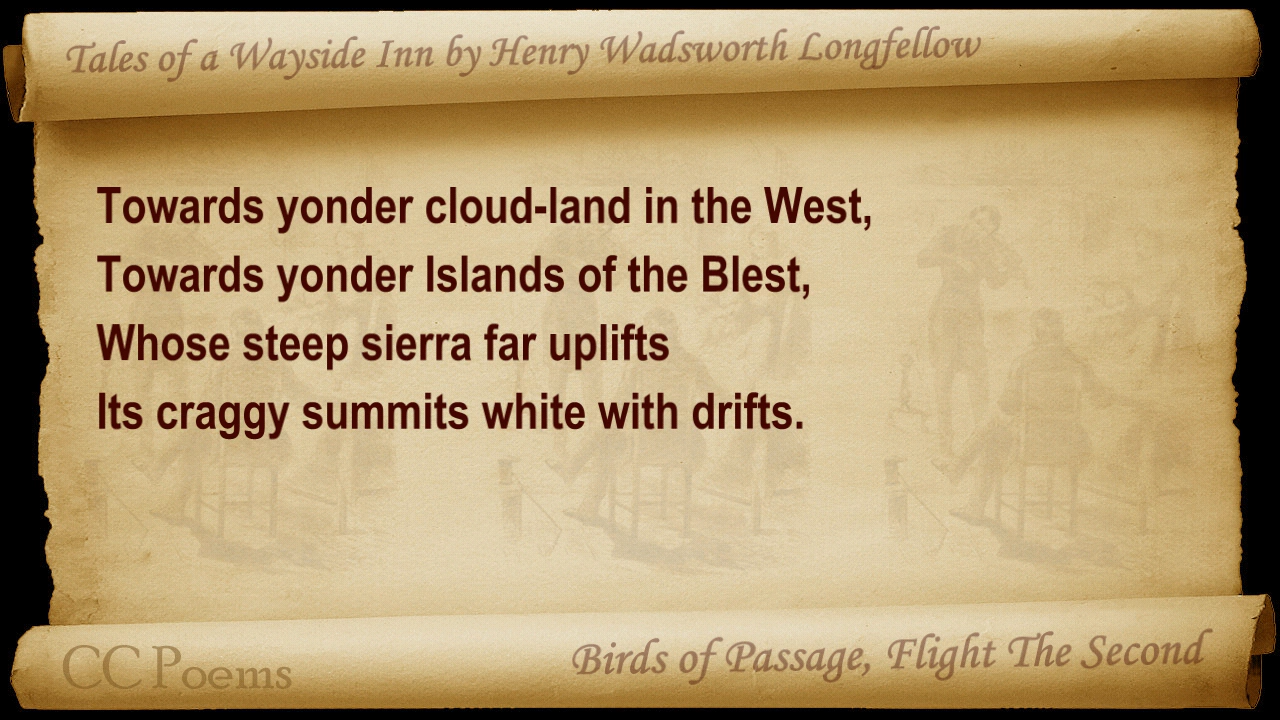 Tales of a Wayside Inn by Henry Wadsworth Longfellow
Towards yonder cloud-land in the West,
Towards yonder Islands of the Blest,
Whose steep sierra far uplifts
Its craggy summits white with drifts.
CC Poems
Birds of Passage, Flight The Second